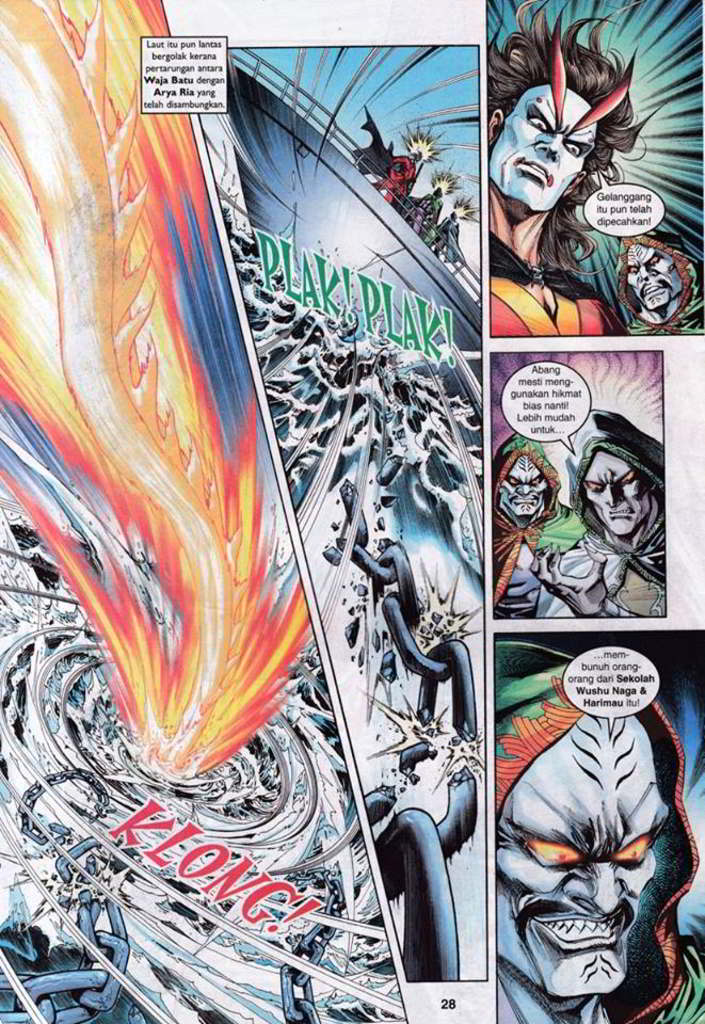 Laut itu pun lantas
bergolak kerana
pertarungan antara
Waja Batu dengan
Arya Ria yang
telah disambungkan.
PLAK! PLAK!
KLONG!
Gelanggang
itu pun telah
dipecahkan!
Abang
mesti meng-
gunakan hikmat
bias nanti!
Lebih mudah
untuk...
...mem-
bunuh orang-
orang dari Sekolah
Wushu Naga &
Harimau itu!
28